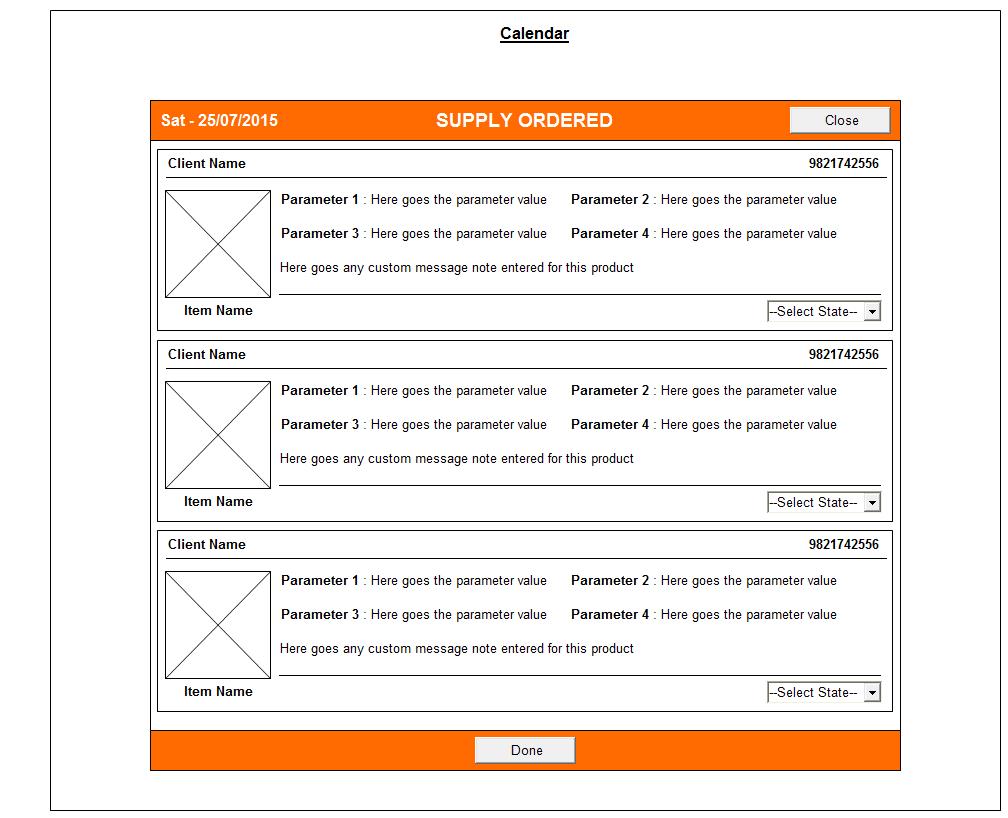 Calendar
Sat - 25/07/2015 SUPPLY ORDERED Close
Client Name 9821742556
Parameter 1 : Here goes the parameter value Parameter 2 : Here goes the parameter value
Parameter 3 : Here goes the parameter value Parameter 4 : Here goes the parameter value
Here goes any custom message note entered for this product
Item Name --Select State--
Client Name 9821742556
Parameter 1 : Here goes the parameter value Parameter 2 : Here goes the parameter value
Parameter 3 : Here goes the parameter value Parameter 4 : Here goes the parameter value
Here goes any custom message note entered for this product
Item Name --Select State--
Client Name 9821742556
Parameter 1 : Here goes the parameter value Parameter 2 : Here goes the parameter value
Parameter 3 : Here goes the parameter value Parameter 4 : Here goes the parameter value
Here goes any custom message note entered for this product
Item Name --Select State--
Done